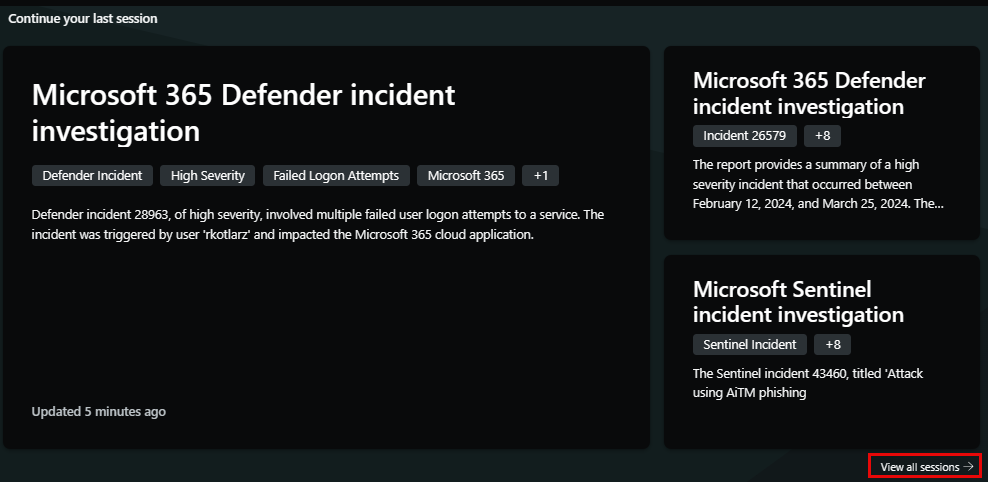 Continue your last session
Microsoft 365 Defender incident
investigation
Defender Incident
High Severity
Failed Logon Attempts
Microsoft 365
+1
Defender incident 28963, of high severity, involved multiple failed user logon attempts to a service. The
incident was triggered by user 'rkotlarz' and impacted the Microsoft 365 cloud application.
Updated 5 minutes ago
Microsoft 365 Defender
incident investigation
Incident 26579
+8
The report provides a summary of a high
severity incident that occurred between
February 12, 2024, and March 25, 2024. The...
Microsoft Sentinel
incident investigation
Sentinel Incident
+8
The Sentinel incident 43460, titled 'Attack
using AiTM phishing
View all sessions →